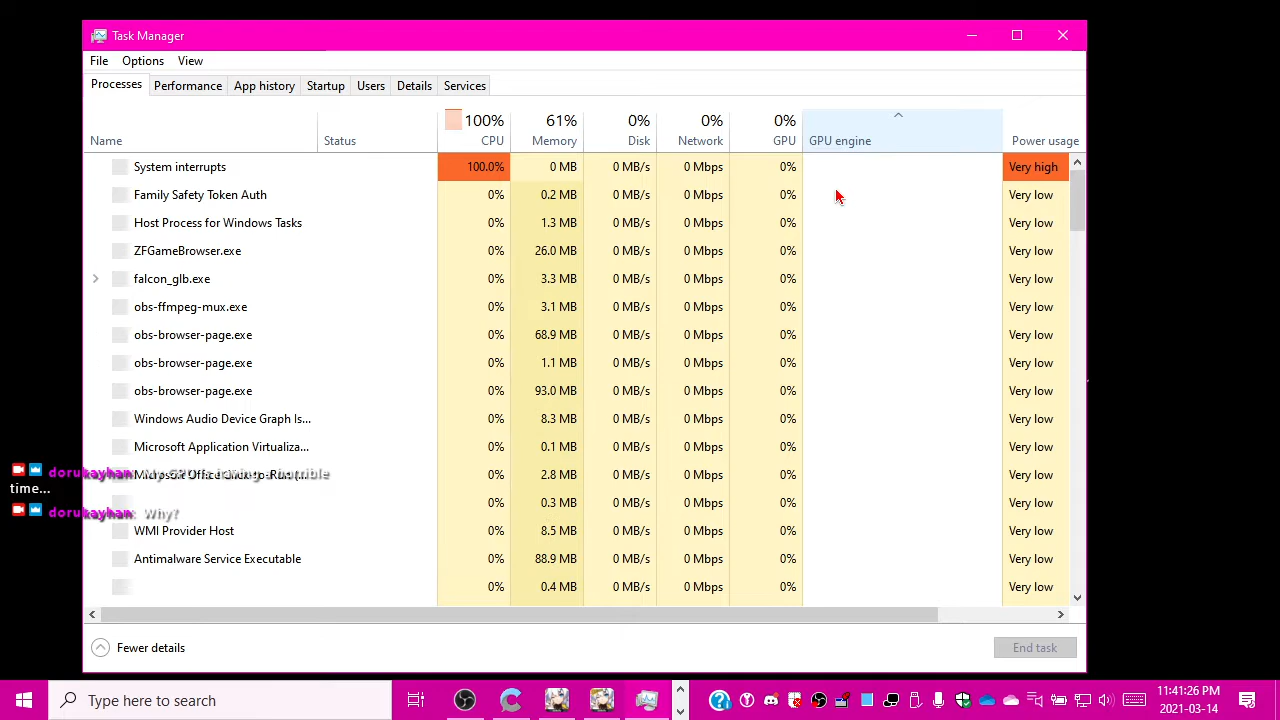 Task Manager
File Options View
Processes Performance App history Startup Users Details Services
100% 61% 0% 0% 0%
Name Status CPU Memory Disk Network GPU GPU engine Power usage
System interrupts 100.0% 0 MB 0 MB/s 0 Mbps 0% Very high
Family Safety Token Auth 0% 0.2 MB 0 MB/s 0 Mbps 0% Very low
Host Process for Windows Tasks 0% 1.3 MB 0 MB/s 0 Mbps 0% Very low
ZFGameBrowser.exe 0% 26.0 MB 0 MB/s 0 Mbps 0% Very low
falcon_glb.exe 0% 3.3 MB 0 MB/s 0 Mbps 0% Very low
obs-ffmpeg-mux.exe 0% 3.1 MB 0 MB/s 0 Mbps 0% Very low
obs-browser-page.exe 0% 68.9 MB 0 MB/s 0 Mbps 0% Very low
obs-browser-page.exe 0% 1.1 MB 0 MB/s 0 Mbps 0% Very low
obs-browser-page.exe 0% 93.0 MB 0 MB/s 0 Mbps 0% Very low
Windows Audio Device Graph Is... 0% 8.3 MB 0 MB/s 0 Mbps 0% Very low
Microsoft Application Virtualiza... 0% 0.1 MB 0 MB/s 0 Mbps 0% Very low
dorukayhan: horrible
Microsoft Office 0% 2.8 MB 0 MB/s 0 Mbps 0% Very low
time...
0% 0.3 MB 0 MB/s 0 Mbps 0% Very low
dorukayhan: Why?
WMI Provider Host 0% 8.5 MB 0 MB/s 0 Mbps 0% Very low
Antimalware Service Executable 0% 88.9 MB 0 MB/s 0 Mbps 0% Very low
0% 0.4 MB 0 MB/s 0 Mbps 0% Very low
Fewer details End task
Type here to search 11:41:26 PM
2021-03-14